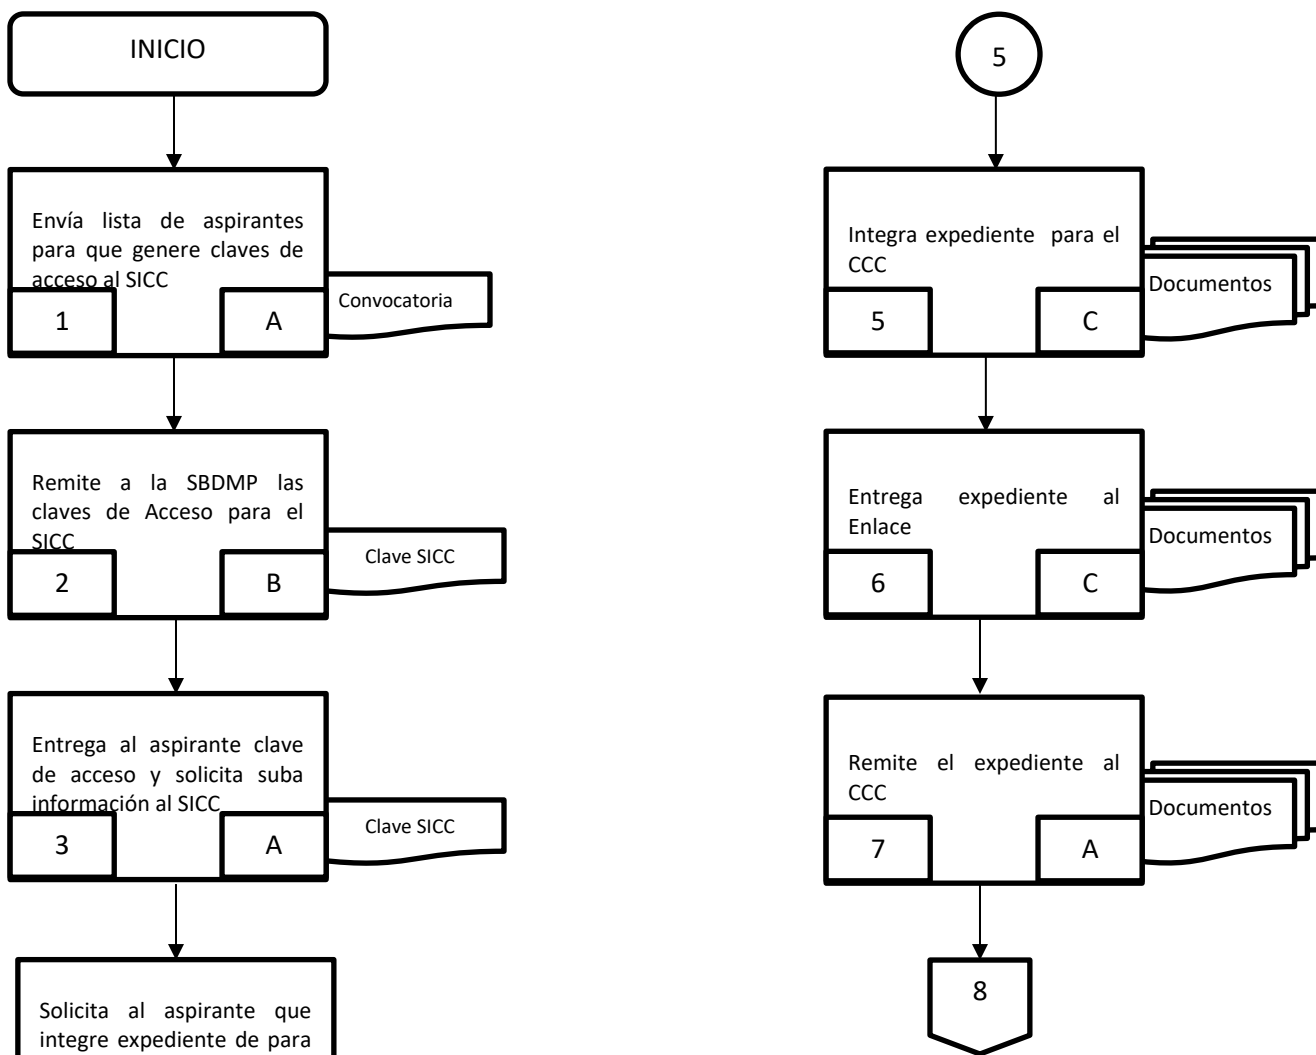 INICIO
Envía lista de aspirantes
para que genere claves de
acceso al SICC
1
A
Convocatoria
Remite a la SBDMP las
claves de Acceso para el
SICC
2
B
Clave SICC
Entrega al aspirante clave
de acceso y solicita suba
información al SICC
3
A
Clave SICC
Solicita al aspirante que
integre expediente de para
5
Integra expediente para el
CCC
5
C
Documentos
Entrega expediente al
Enlace
6
C
Documentos
Remite el expediente al
CCC
7
A
Documentos
8